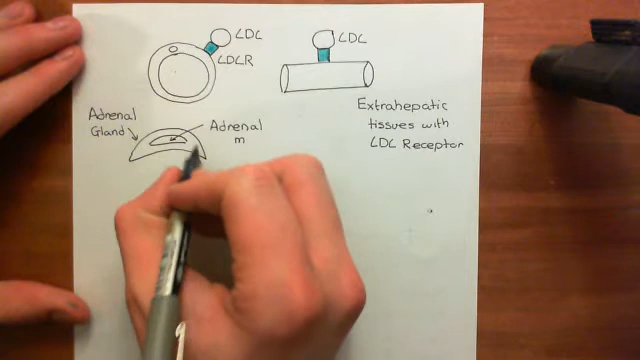 LDL
LDLR
LDL
Extrahepatic
tissues with
LDL Receptor
Adrenal
Gland
Adrenal
m